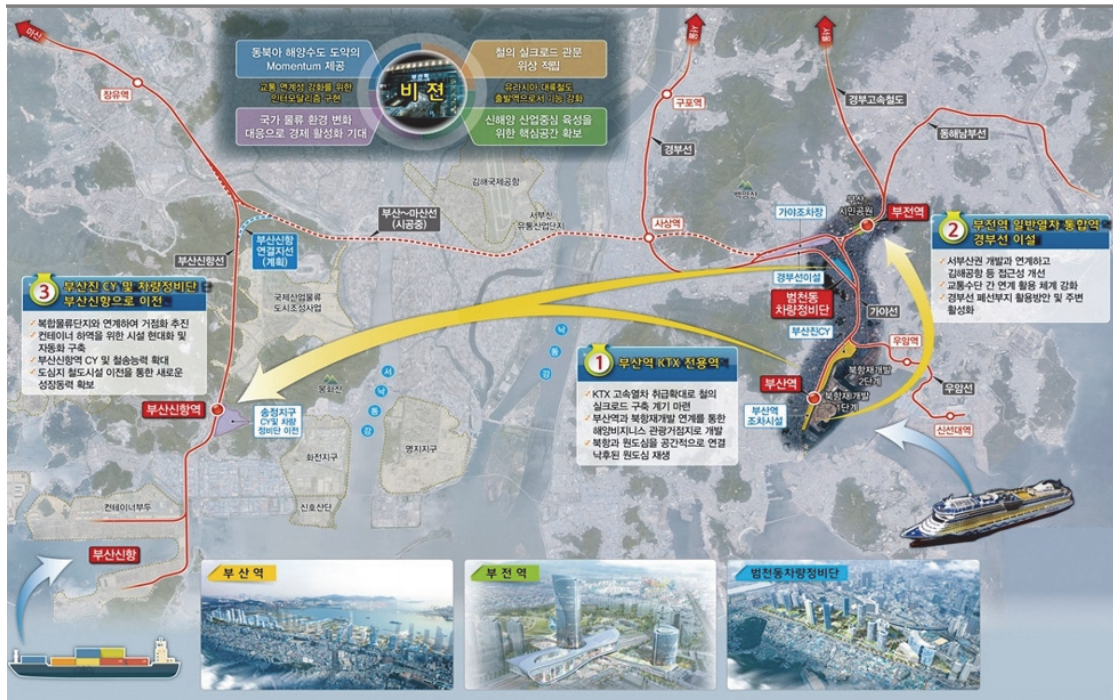 마산
서울
서울
동북아 해양수도 도약의
Momentum 제공
철의 실크로드 관문
위상 적립
교통 연계성 강화를 위한
인터모달리즘 구현
비 전
유라시아 대륙철도
출발역으로서 기능 강화
국가 물류 환경 변화
대응으로 경제 활성화 기대
신해양 산업중심 육성을
위한 핵심공간 확보
장유역
구포역
경부선
경부고속철도
동해남부선
김해국제공항
백양산
부산~마산선
(시공중)
서부산
유통산업단지
사상역
가야조차장
부산
시민공원
부전역
부산신항선
부산신항
연결지선
(계획)
국제산업물류
도시조성사업
경부선이설
범천동
차량정비단
가야선
부산진CY
우암역
우암선
신선대역
부산역
북항재개발
2단계
북항재개발
1단계
부산역
조차시설
2 부전역 일반열차 통합역
경부선 이설
✓ 서부산권 개발과 연계하고
김해공항 등 접근성 개선
✓ 교통수단 간 연계 활용 체계 강화
✓ 경부선 폐선부지 활용방안 및 주변
활성화
3 부산진 CY 및 차량정비단
부산신항으로 이전
✓ 복합물류단지와 연계하여 거점화 추진
✓ 컨테이너 하역을 위한 시설 현대화 및
자동화 구축
✓ 부산신항역 CY 및 철송능력 확대
✓ 도심지 철도시설 이전을 통한 새로운
성장동력 확보
1 부산역 KTX 전용역
✓ KTX 고속열차 취급확대로 철의
실크로드 구축 계기 마련
✓ 부산역과 북항재개발 연계를 통한
해양비지니스 관광거점지로 개발
✓ 북항과 원도심을 공간적으로 연결
낙후된 원도심 재생
봉화산
서낙동강
낙동강
부산신항역
송정지구
CY및 차량
정비단 이전
화전지구
명지지구
신호산단
컨테이너부두
부산신항
부 산 역
부 전 역
범천동차량정비단